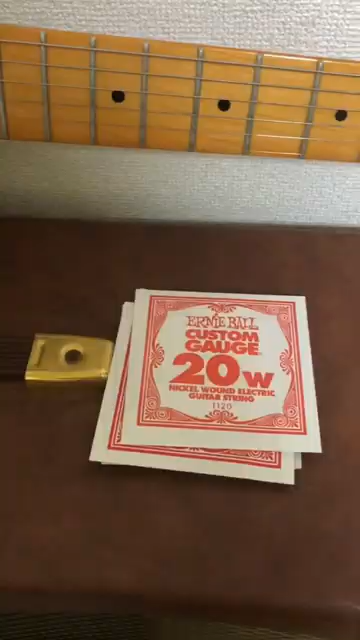 ERNIE BALL
CUSTOM
GAUGE
20w
NICKEL WOUND ELECTRIC
GUITAR STRING
1120